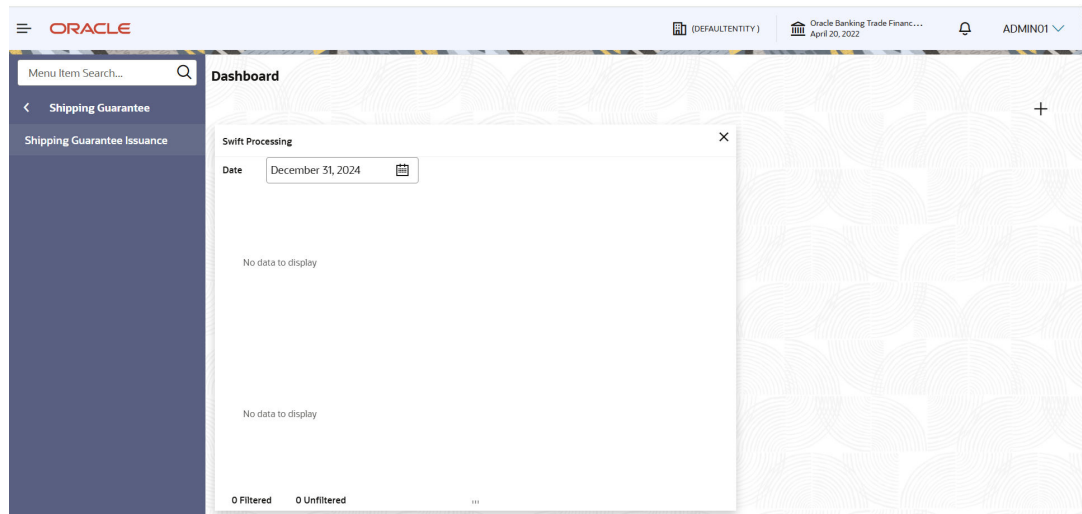 ORACLE
(DEFAULTENTITY )
Oracle Banking Trade Financ...
April 20, 2022
ADMIN01
Menu Item Search...
Shipping Guarantee
Shipping Guarantee Issuance
Dashboard
Swift Processing
Date
December 31, 2024
No data to display
No data to display
0 Filtered 0 Unfiltered